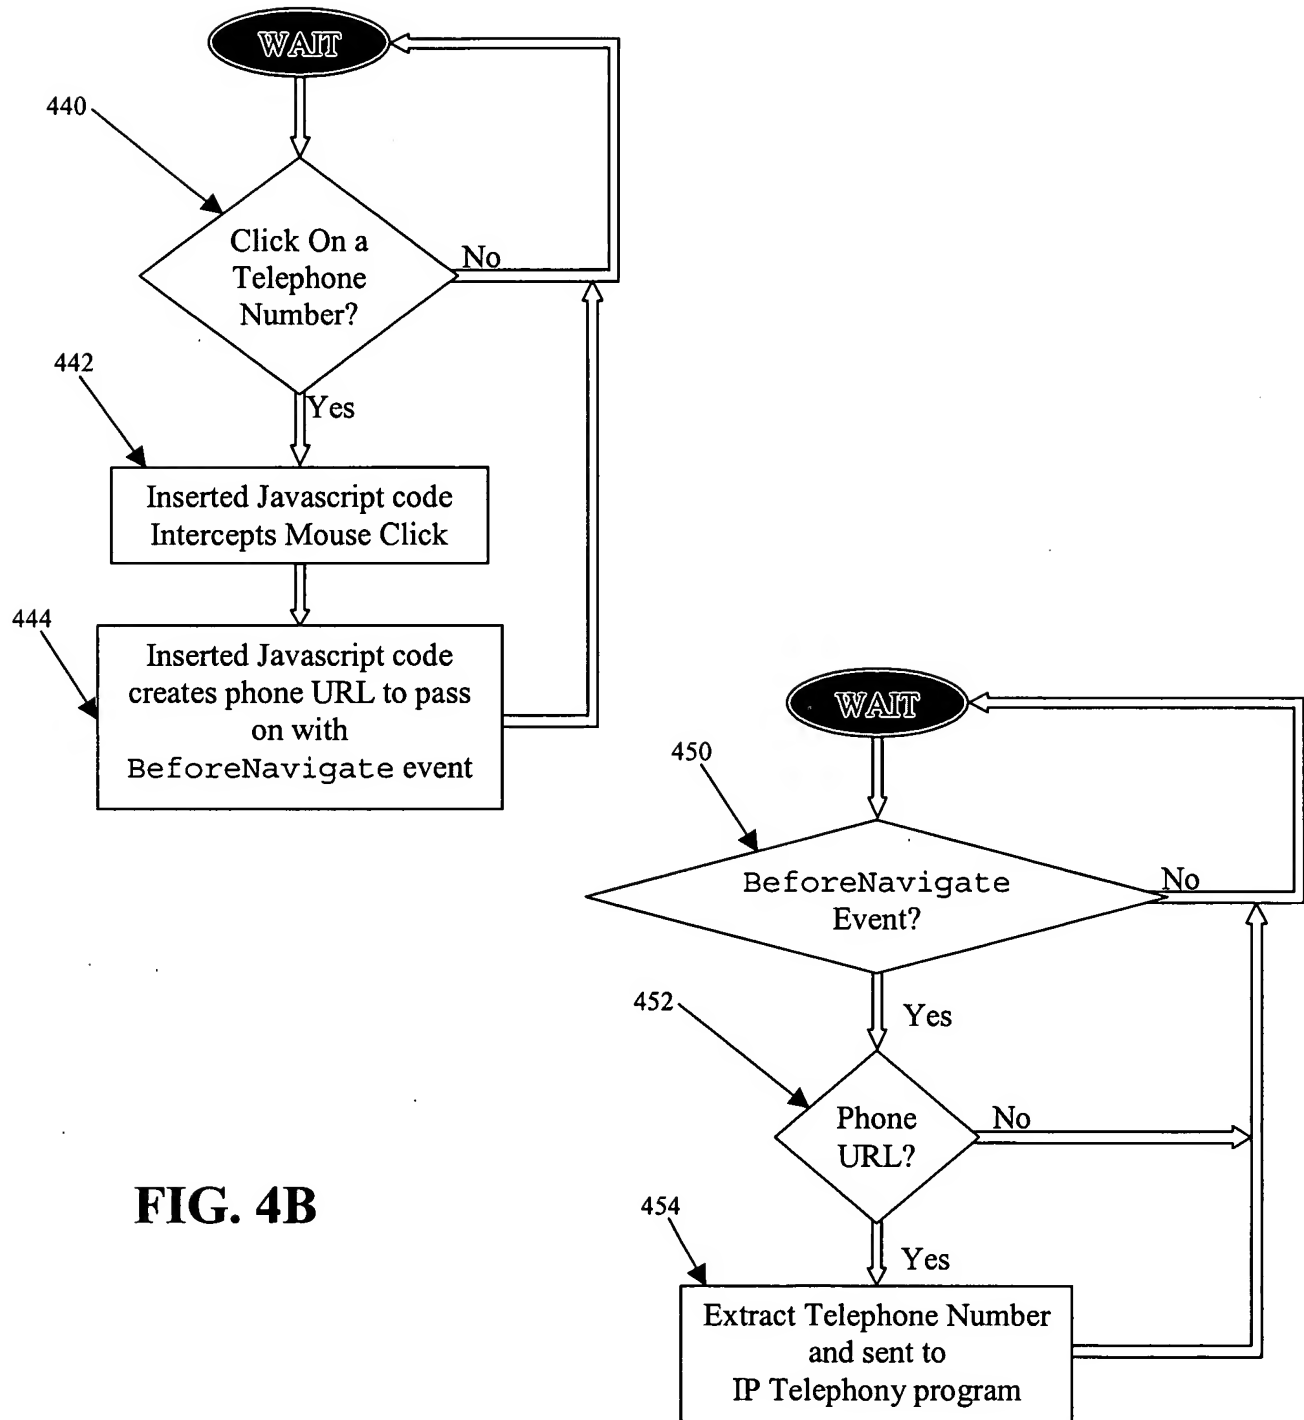 WAIT
440
Click On a
Telephone
Number?
No
442
Yes
Inserted Javascript code
Intercepts Mouse Click
444
Inserted Javascript code
creates phone URL to pass
on with
BeforeNavigate event
WAIT
450
BeforeNavigate
Event?
No
452
Yes
Phone
URL?
No
454
Yes
Extract Telephone Number
and sent to
IP Telephony program
FIG. 4B